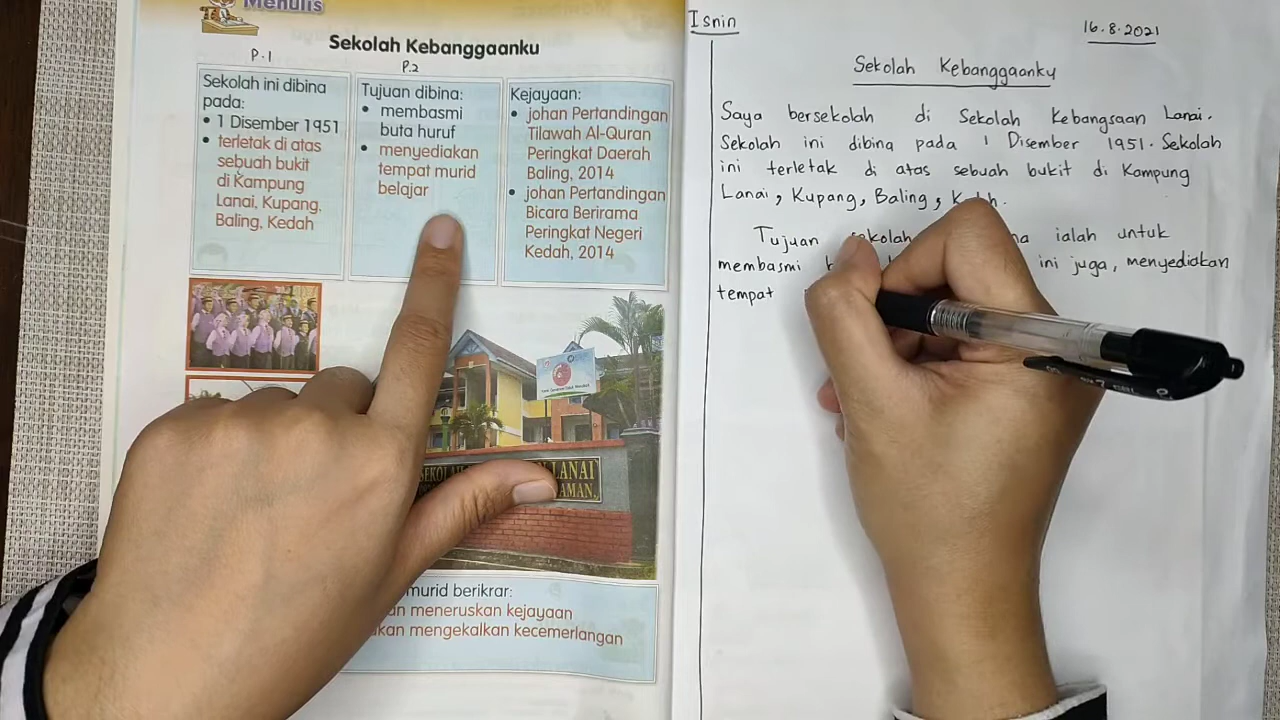 Menulis
Sekolah Kebanggaanku
P.1
P.2
Sekolah ini dibina
pada:
• 1 Disember 1951
• terletak di atas
sebuah bukit
di Kampung
Lanai, Kupang,
Baling, Kedah
Tujuan dibina:
• membasmi
buta huruf
• menyediakan
tempat murid
belajar
Kejayaan:
• johan Pertandingan
Tilawah Al-Quran
Peringkat Daerah
Baling, 2014
• johan Pertandingan
Bicara Berirama
Peringkat Negeri
Kedah, 2014
LANAI
AMAN.
murid berikrar:
meneruskan kejayaan
akan mengekalkan kecemerlangan
Isnin
16.8.2021
Sekolah Kebanggaanku
Saya bersekolah di Sekolah Kebangsaan Lanai.
Sekolah ini dibina pada 1 Disember 1951. Sekolah
ini terletak di atas sebuah bukit di Kampung
Lanai, Kupang, Baling,
Tujuan sekolah ialah untuk
membasmi ini juga, menyediakan
tempat